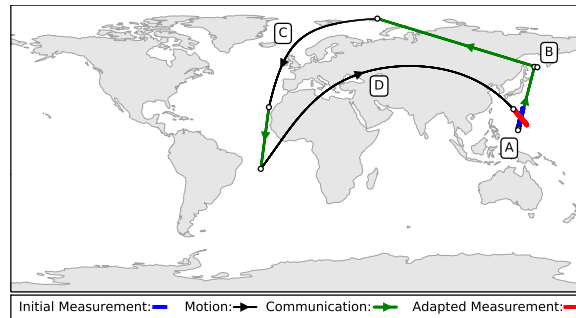 C
B
D
A
Initial Measurement: Motion: Communication: Adapted Measurement: